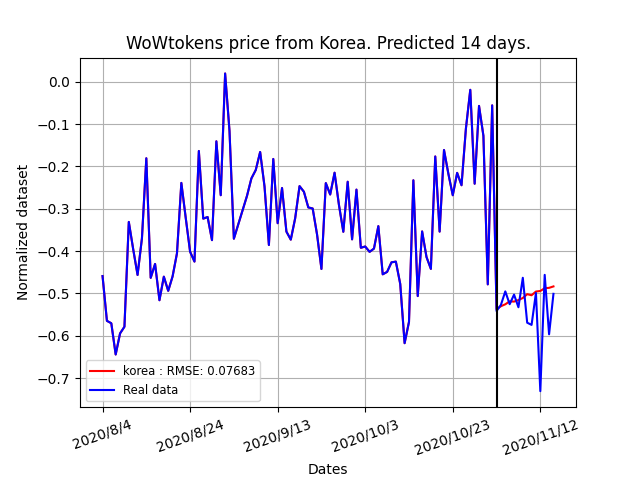 WoWtokens price from Korea. Predicted 14 days.
Normalized dataset
0.0
−0.1
−0.2
−0.3
−0.4
−0.5
−0.6
−0.7
korea : RMSE: 0.07683
Real data
2020/8/4
2020/8/24
2020/9/13
2020/10/3
2020/10/23
2020/11/12
Dates